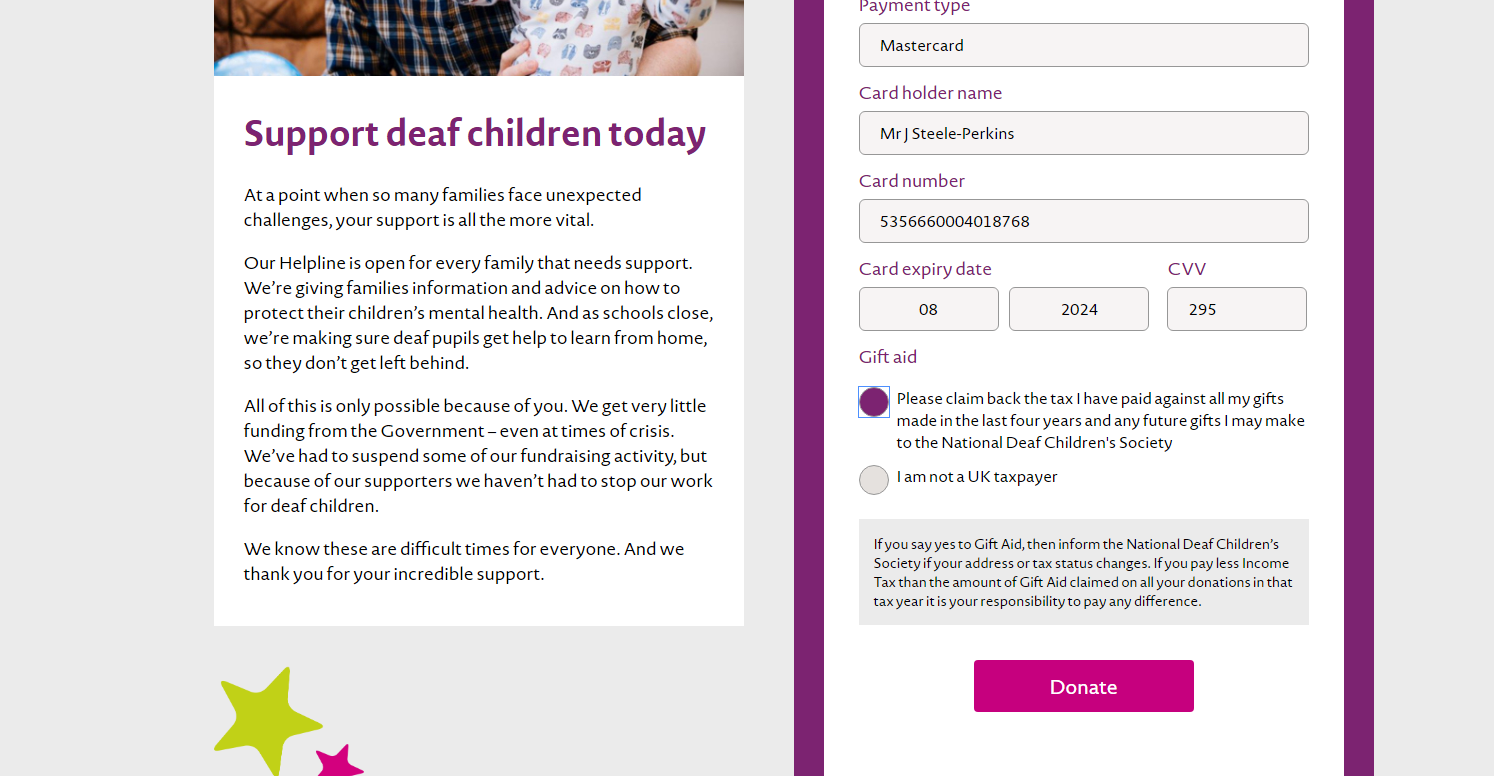 Support deaf children today
At a point when so many families face unexpected
challenges, your support is all the more vital.
Our Helpline is open for every family that needs support.
We’re giving families information and advice on how to
protect their children’s mental health. And as schools close,
we’re making sure deaf pupils get help to learn from home,
so they don’t get left behind.
All of this is only possible because of you. We get very little
funding from the Government – even at times of crisis.
We’ve had to suspend some of our fundraising activity, but
because of our supporters we haven’t had to stop our work
for deaf children.
We know these are difficult times for everyone. And we
thank you for your incredible support.
Payment type
Mastercard
Card holder name
Mr J Steele-Perkins
Card number
5356660004018768
Card expiry date CVV
08 2024 295
Gift aid
Please claim back the tax I have paid against all my gifts
made in the last four years and any future gifts I may make
to the National Deaf Children's Society
I am not a UK taxpayer
If you say yes to Gift Aid, then inform the National Deaf Children’s
Society if your address or tax status changes. If you pay less Income
Tax than the amount of Gift Aid claimed on all your donations in that
tax year it is your responsibility to pay any difference.
Donate